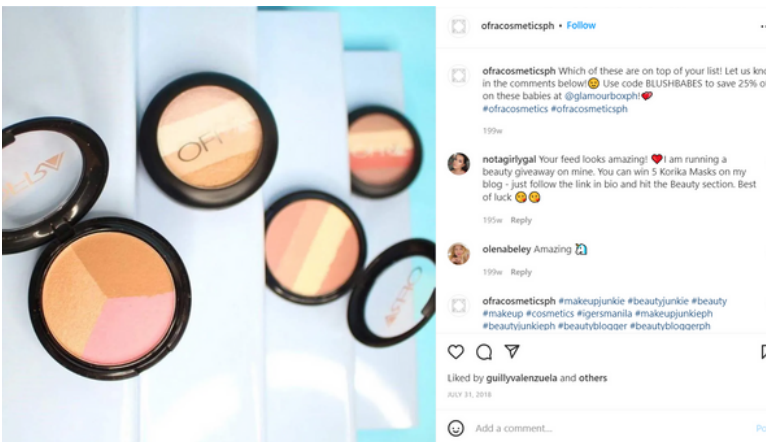 OFRA
ofracosmeticsph • Follow
ofracosmeticsph Which of these are on top of your list! Let us
in the comments below!😊 Use code BLUSHBABES to save 25%
on these babies at @glamourboxph!💕
#ofracosmetics #ofracosmeticsph
199w
notagirlygal Your feed looks amazing! ❤️I am running a
beauty giveaway on mine. You can win 5 Korika Masks on my
blog - just follow the link in bio and hit the Beauty section. Best
of luck 😍😍
195w Reply
olenabeley Amazing
199w Reply
ofracosmeticsph #makeupjunkie #beautyjunkie #beauty
#makeup #cosmetics #igersmanila #makeupjunkieph
#beautyjunkieph #beautyblogger #beautybloggerph
Liked by guillyvalenzuela and others
JULY 31, 2018
Add a comment...